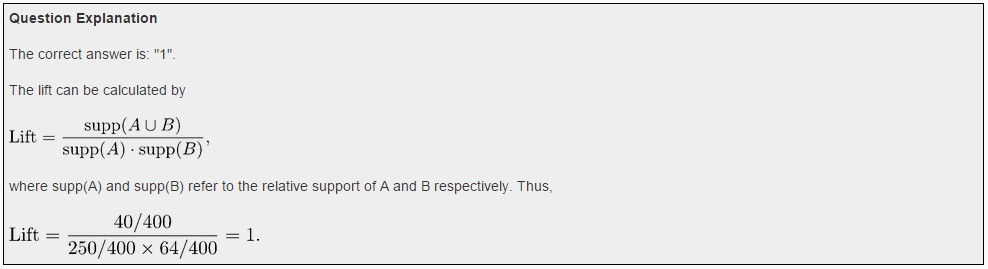 Question Explanation
The correct answer is: "1".
The lift can be calculated by
Lift = supp(A ∪ B) / supp(A) · supp(B),
where supp(A) and supp(B) refer to the relative support of A and B respectively. Thus,
Lift = 40/400 / 250/400 × 64/400 = 1.